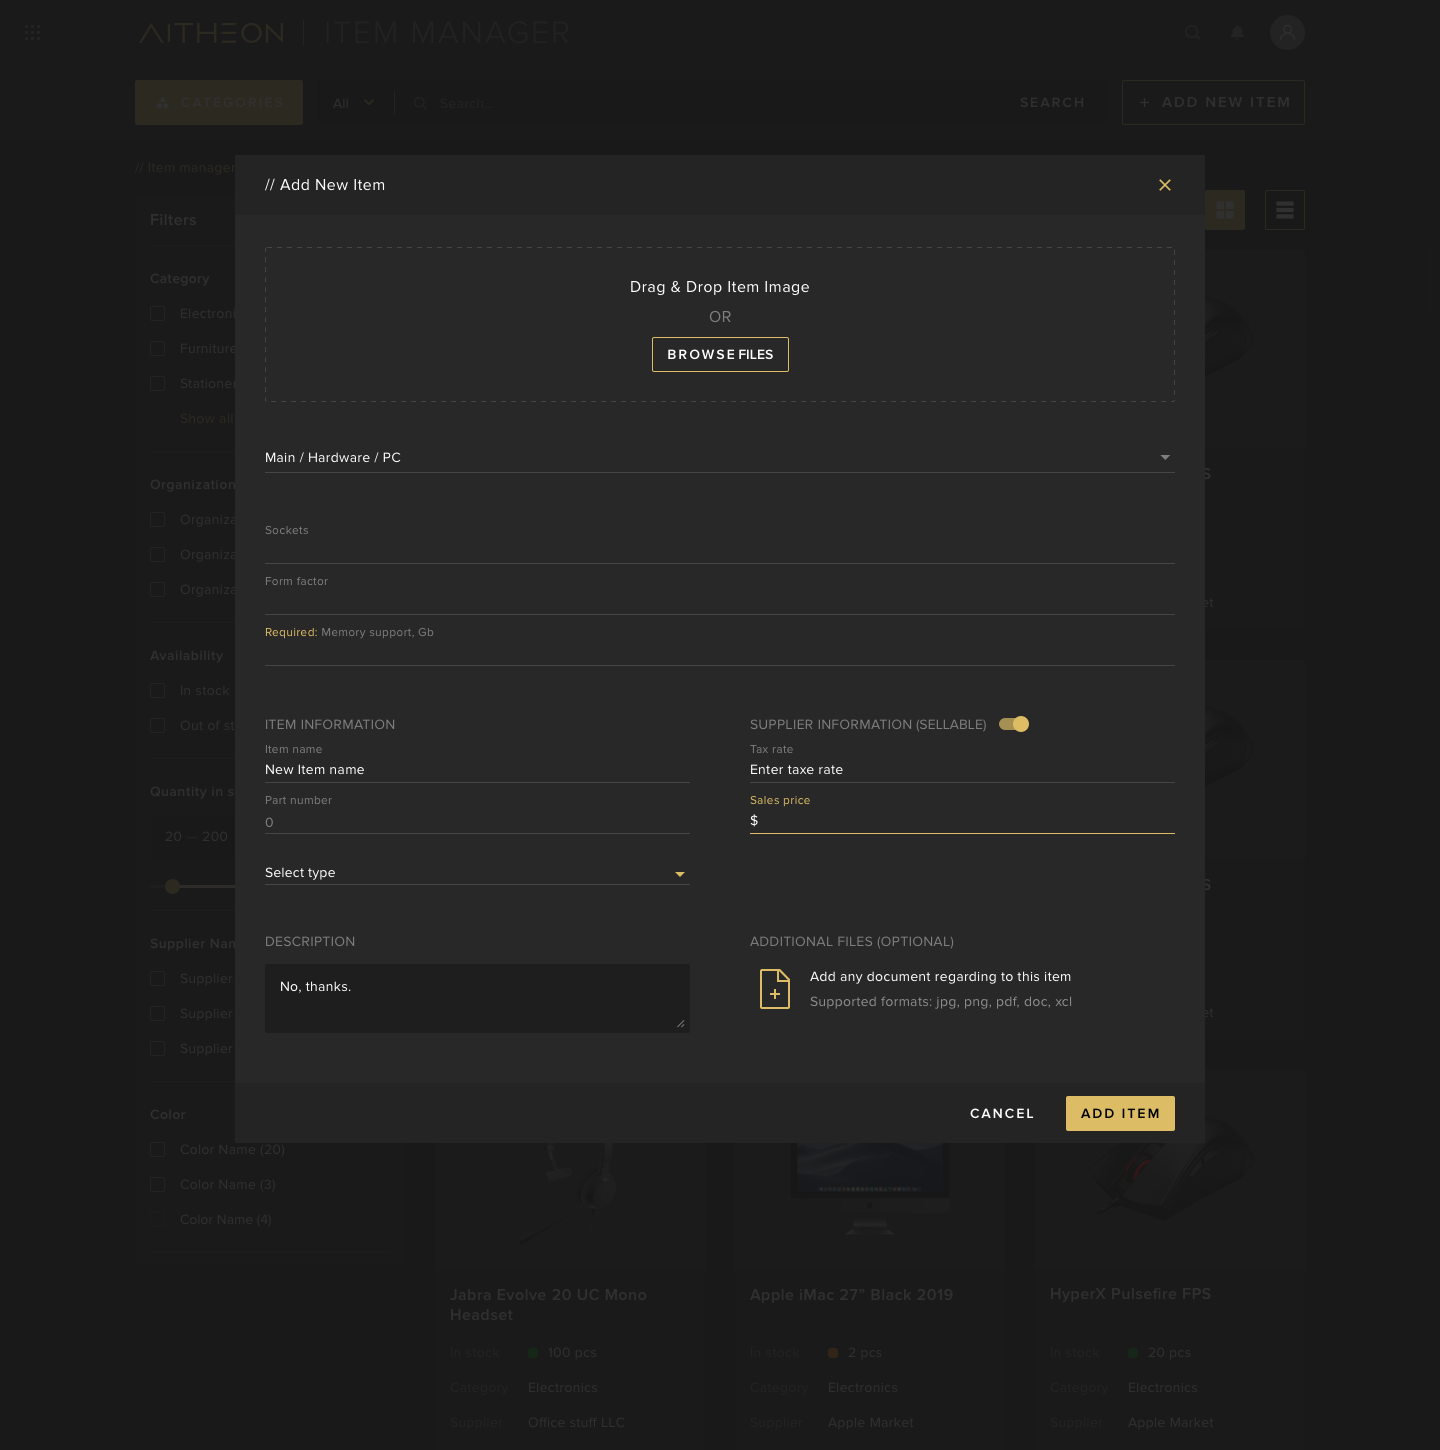 AITHEON | ITEM MANAGER
CATEGORIES
All
Search...
SEARCH
+ ADD NEW ITEM
// Item manager
// Add New Item
Filters
Category
Electroni
Furniture
Stationer
Show all
Organization
Organiza
Organiza
Organiza
Availability
In stock
Out of st
Quantity in s
20 – 200
Supplier Nam
Supplier
Supplier
Supplier
Color
Color Name (20)
Color Name (3)
Color Name (4)
Drag & Drop Item Image
OR
BROWSE FILES
Main / Hardware / PC
Sockets
Form factor
Required: Memory support, Gb
ITEM INFORMATION
Item name
New Item name
Part number
0
Select type
SUPPLIER INFORMATION (SELLABLE)
Tax rate
Enter taxe rate
Sales price
$
DESCRIPTION
No, thanks.
ADDITIONAL FILES (OPTIONAL)
Add any document regarding to this item
Supported formats: jpg, png, pdf, doc, xcl
CANCEL
ADD ITEM
S
et
S
et
Jabra Evolve 20 UC Mono
Headset
In stock 100 pcs
Category Electronics
Supplier Office stuff LLC
Apple iMac 27” Black 2019
In stock 2 pcs
Category Electronics
Supplier Apple Market
HyperX Pulsefire FPS
In stock 20 pcs
Category Electronics
Supplier Apple Market